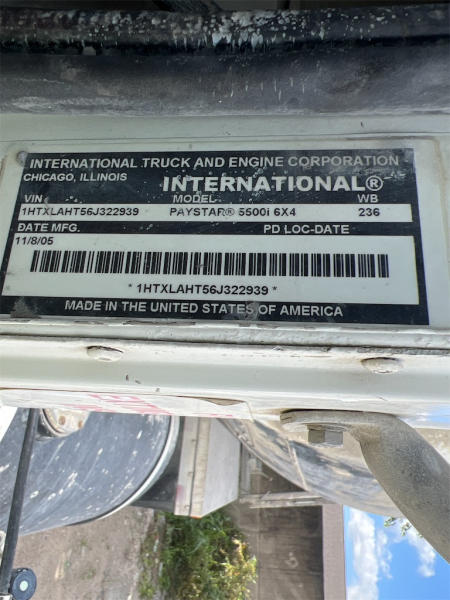 INTERNATIONAL TRUCK AND ENGINE CORPORATION
CHICAGO, ILLINOIS
INTERNATIONAL®
VIN MODEL WB
1HTXLAHT56J322939 PAYSTAR® 5500i 6X4 236
DATE MFG. PD LOC-DATE
11/8/05
* 1HTXLAHT56J322939 *
MADE IN THE UNITED STATES OF AMERICA